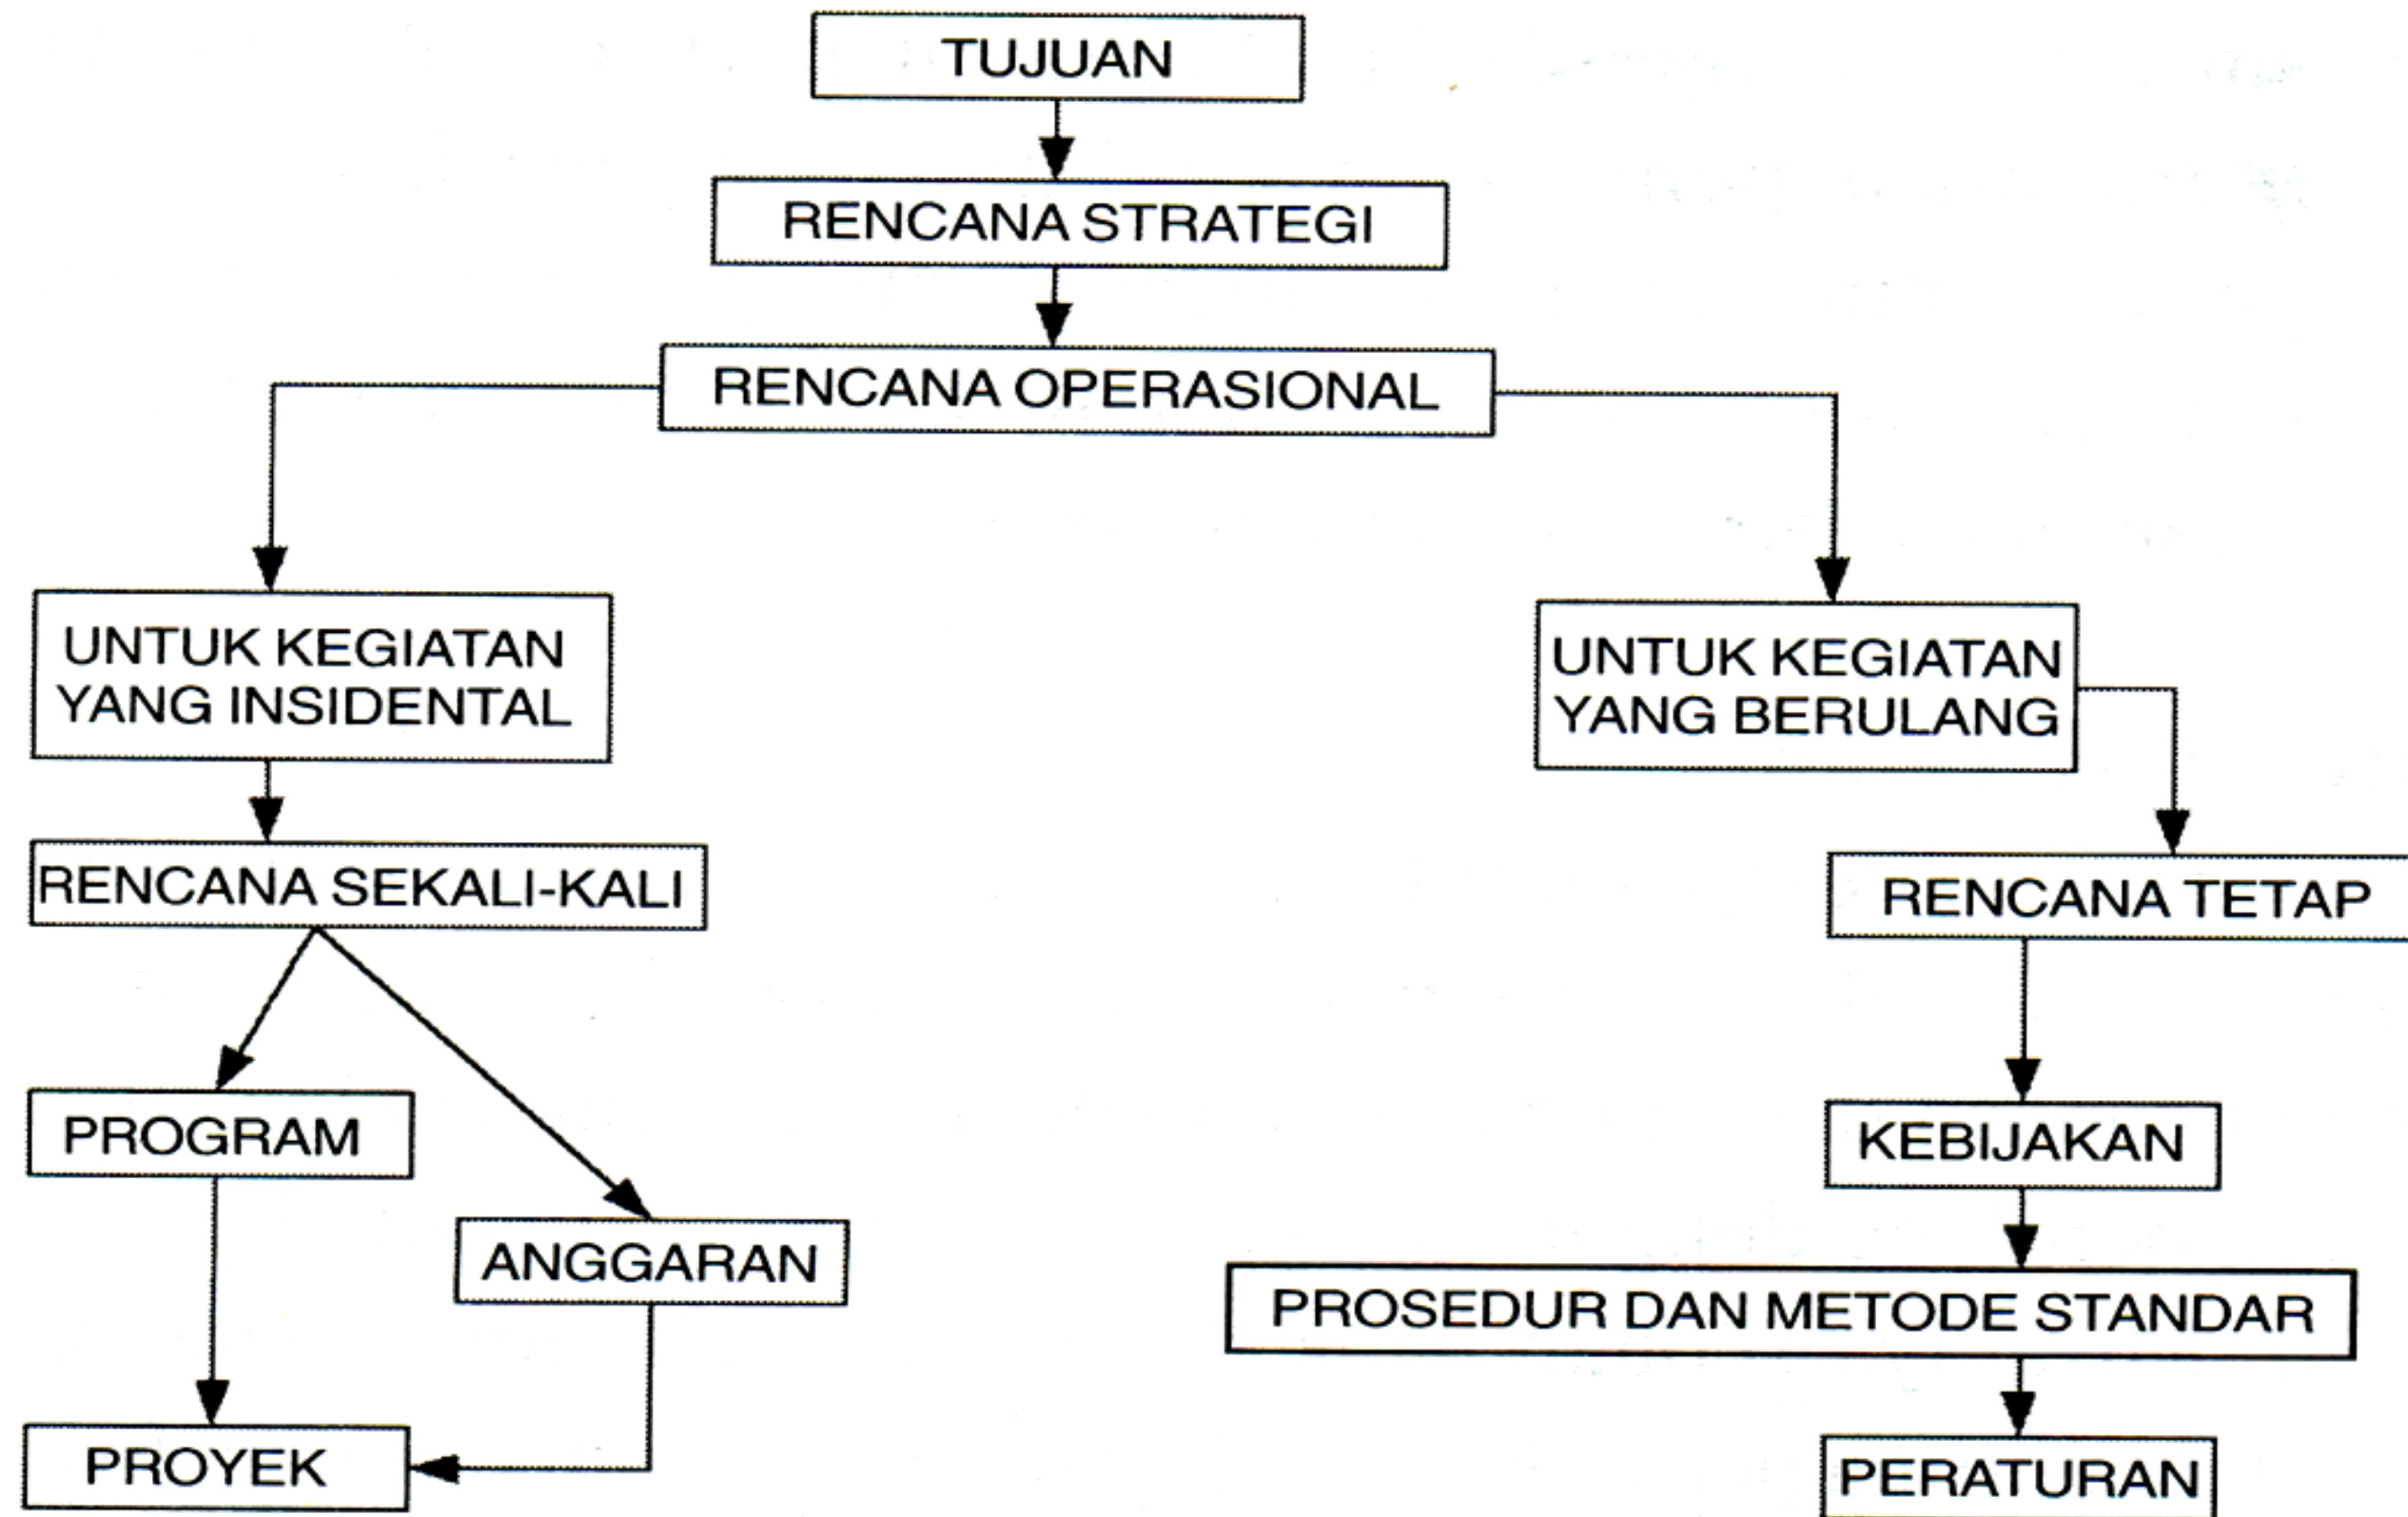 TUJUAN
RENCANA STRATEGI
RENCANA OPERASIONAL
UNTUK KEGIATAN
YANG INSIDENTAL
UNTUK KEGIATAN
YANG BERULANG
RENCANA SEKALI-KALI
RENCANA TETAP
PROGRAM
KEBIJAKAN
ANGGARAN
PROSEDUR DAN METODE STANDAR
PROYEK
PERATURAN